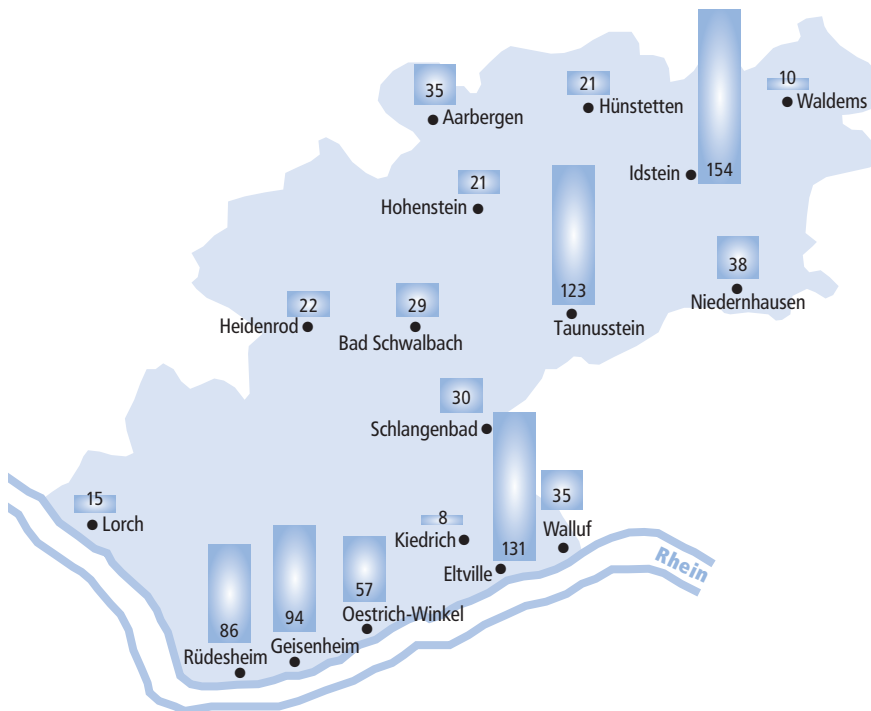 10
Waldems
35
Aarbergen
21
Hünstetten
154
Idstein
21
Hohenstein
38
Niedernhausen
123
Taunusstein
22
Heidenrod
29
Bad Schwalbach
30
Schlangenbad
15
Lorch
8
Kiedrich
35
Walluf
131
Eltville
Rhein
57
Oestrich-Winkel
94
Geisenheim
86
Rüdesheim